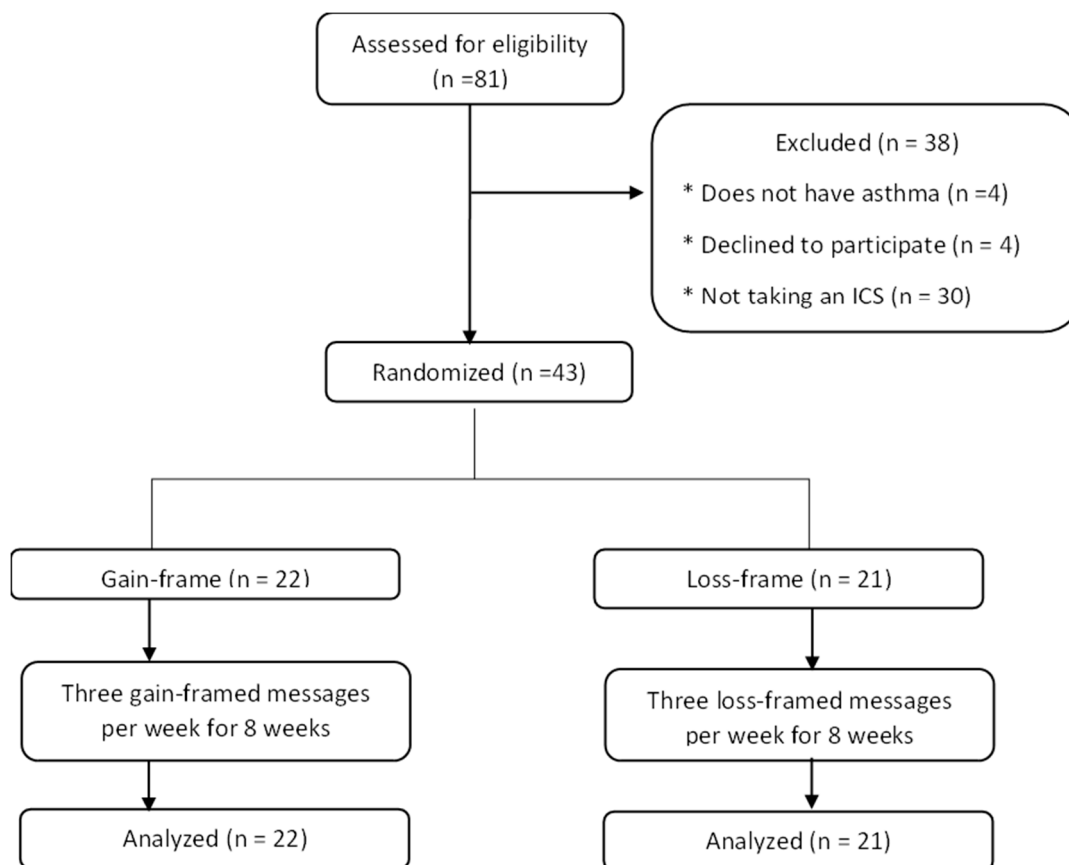 Assessed for eligibility
(n =81)
Excluded (n = 38)
* Does not have asthma (n =4)
* Declined to participate (n = 4)
* Not taking an ICS (n = 30)
Randomized (n =43)
Gain-frame (n = 22)
Loss-frame (n = 21)
Three gain-framed messages
per week for 8 weeks
Three loss-framed messages
per week for 8 weeks
Analyzed (n = 22)
Analyzed (n = 21)